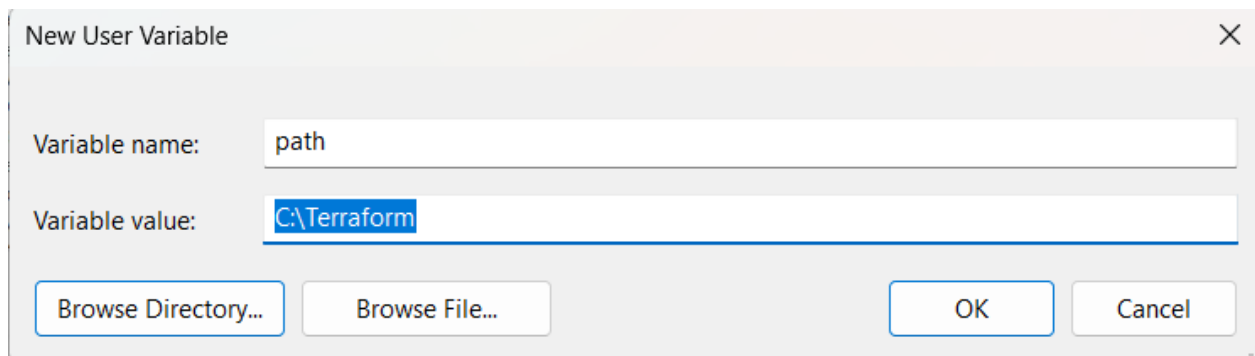 New User Variable
Variable name: path
Variable value: C:\Terraform
Browse Directory... Browse File... OK Cancel